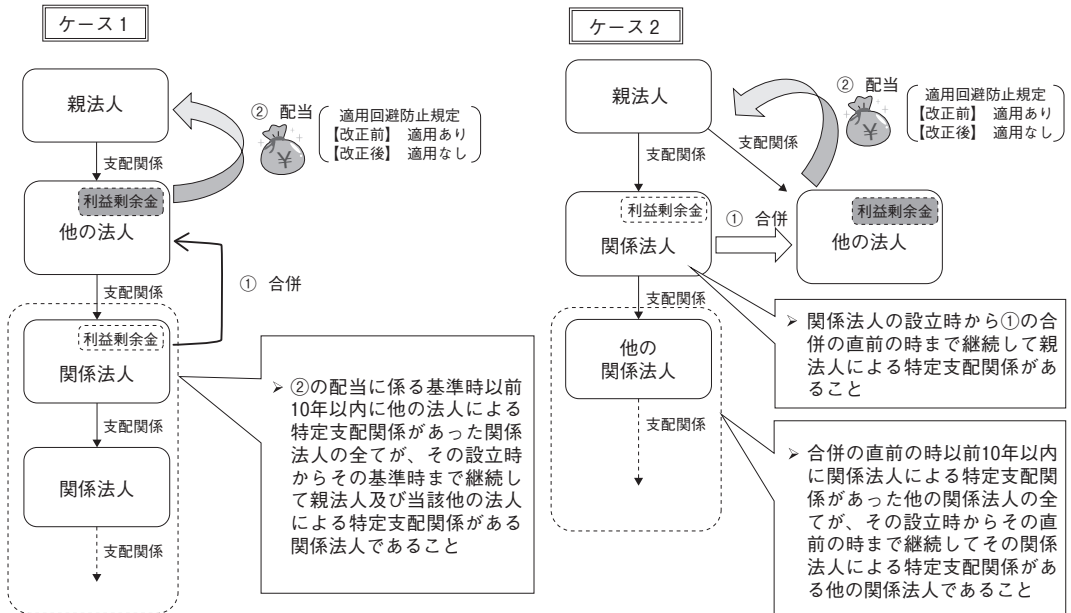 ケース1
親法人
② 配当
適用回避防止規定
【改正前】 適用あり
【改正後】 適用なし
¥
支配関係
利益剰余金
他の法人
① 合併
支配関係
利益剰余金
関係法人
支配関係
関係法人
支配関係
➢ ②の配当に係る基準時以前
10年以内に他の法人による
特定支配関係があった関係
法人の全てが、その設立時
からその基準時まで継続し
て親法人及び当該他の法人
による特定支配関係がある
関係法人であること
ケース2
親法人
② 配当
適用回避防止規定
【改正前】 適用あり
【改正後】 適用なし
¥
支配関係
支配関係
利益剰余金
関係法人
① 合併
利益剰余金
他の法人
支配関係
他の
関係法人
支配関係
➢ 関係法人の設立時から①の合
併の直前の時まで継続して親
法人による特定支配関係があ
ること
➢ 合併の直前の時以前10年以内
に関係法人による特定支配関
係があった他の関係法人の全
てが、その設立時からその直
前の時まで継続してその関係
法人による特定支配関係があ
る他の関係法人であること